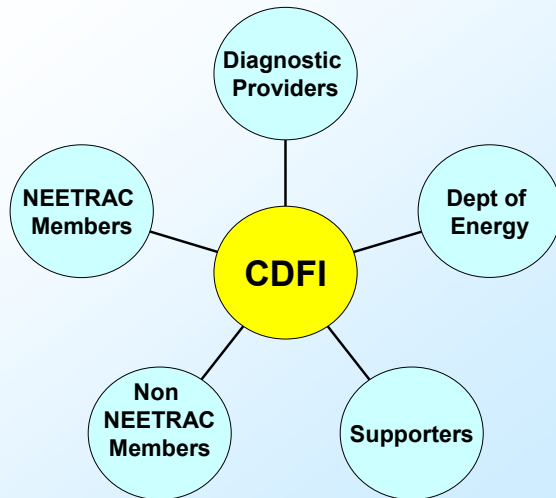 Diagnostic
Providers
NEETRAC
Members
Dept of
Energy
CDFI
Non
NEETRAC
Members
Supporters